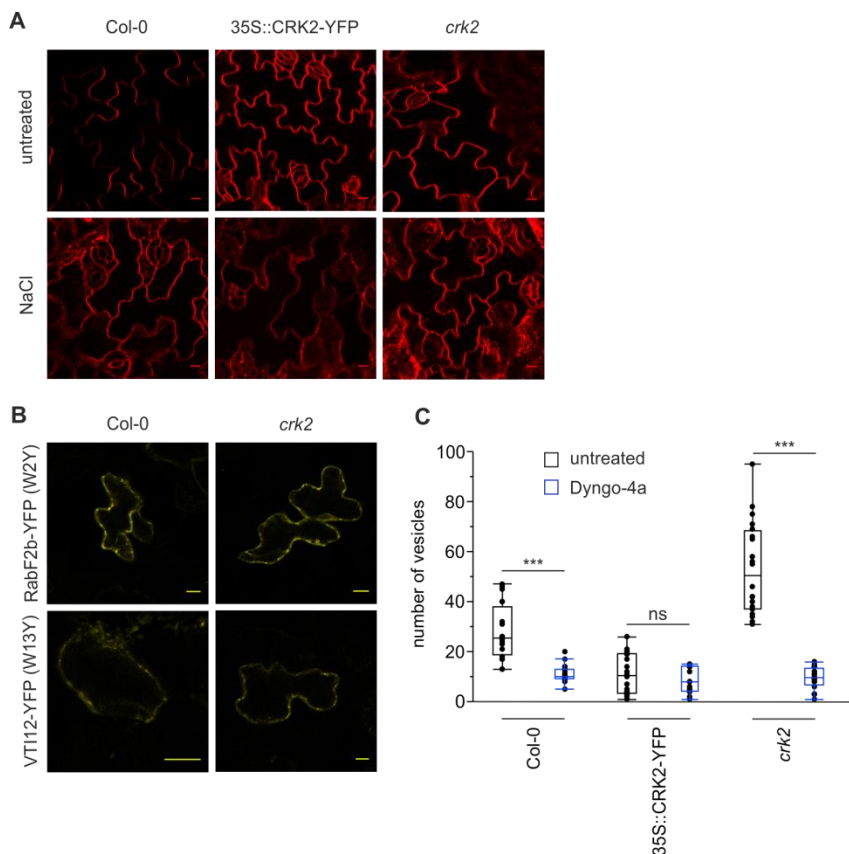 A
Col-0 35S::CRK2-YFP crk2
untreated
NaCl
B
Col-0 crk2
RabF2b-YFP (W2Y)
VTI12-YFP (W13Y)
C
number of vesicles
100
80
60
40
20
0
untreated
Dyngo-4a
***
ns
***
Col-0
35S::CRK2-YFP
crk2